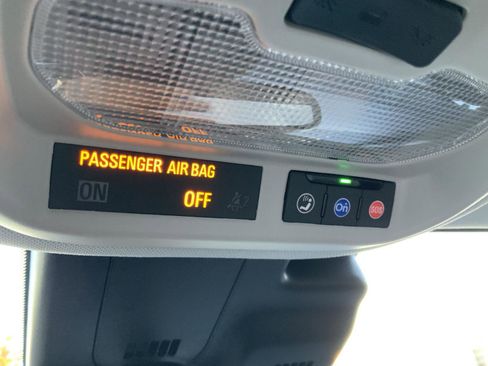 PASSENGER AIR BAG
ON OFF
On SOS